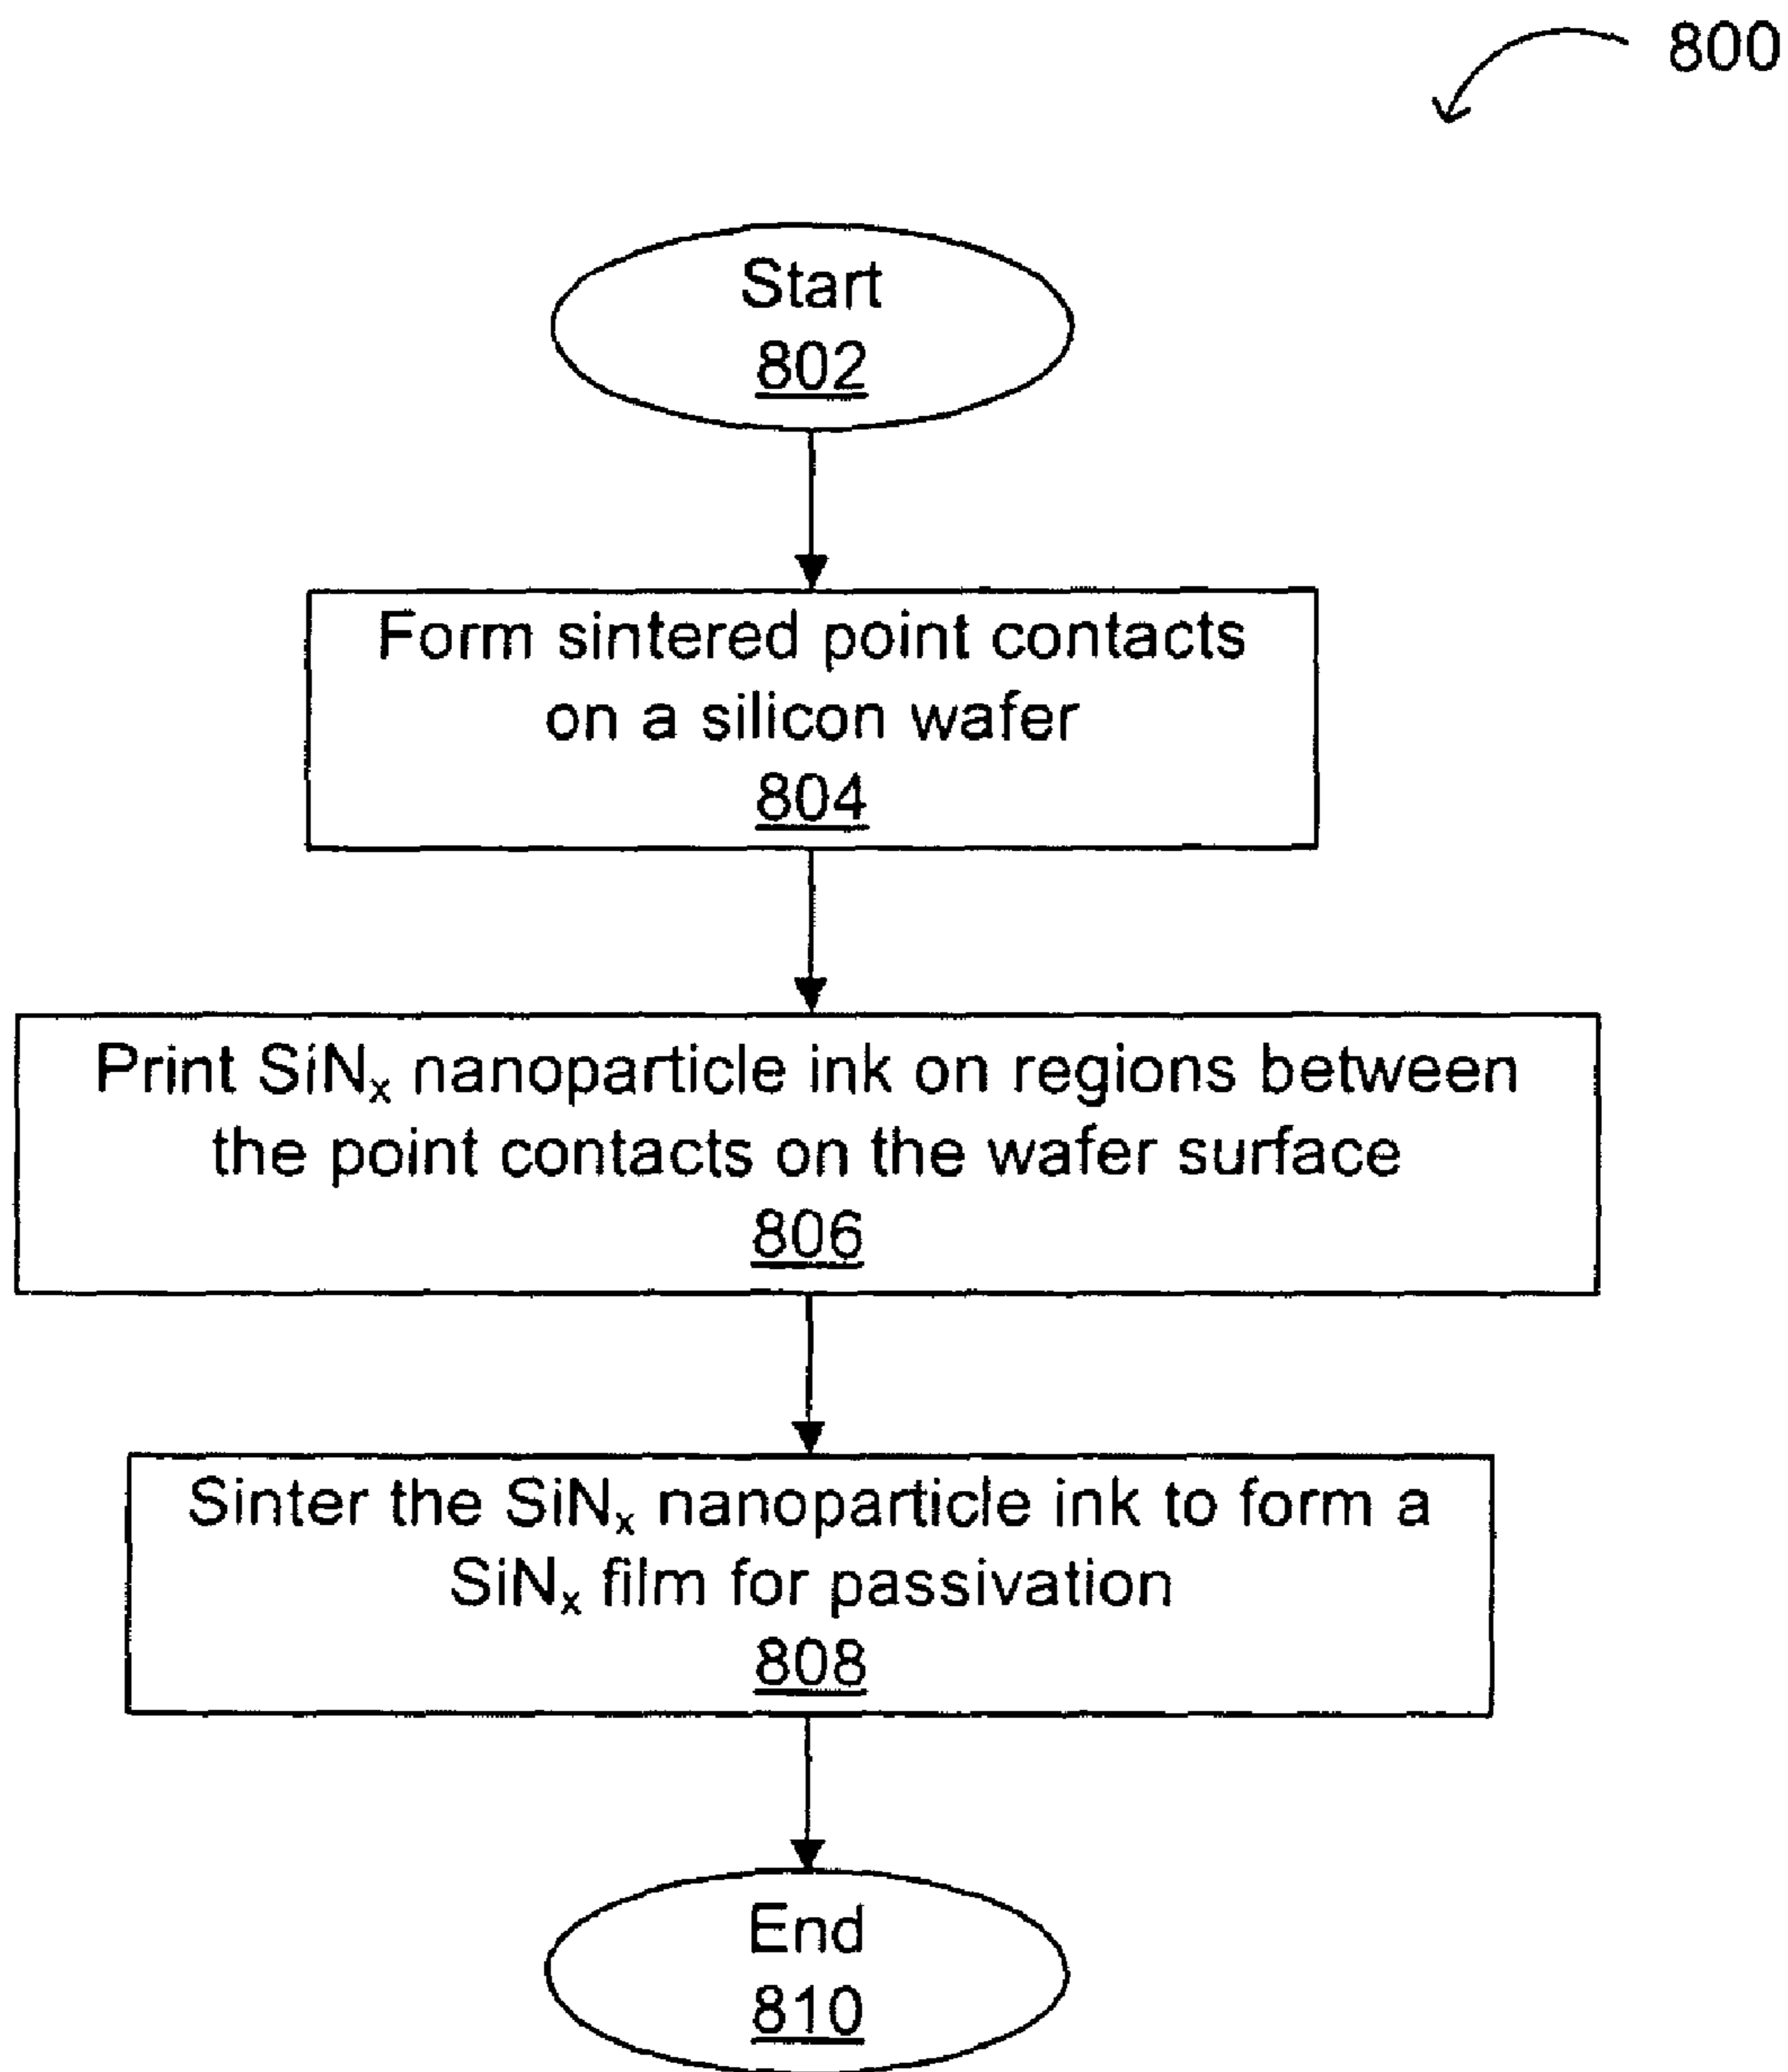 800
Start
802
Form sintered point contacts
on a silicon wafer
804
Print SiNₓ nanoparticle ink on regions between
the point contacts on the wafer surface
806
Sinter the SiNₓ nanoparticle ink to form a
SiNₓ film for passivation
808
End
810